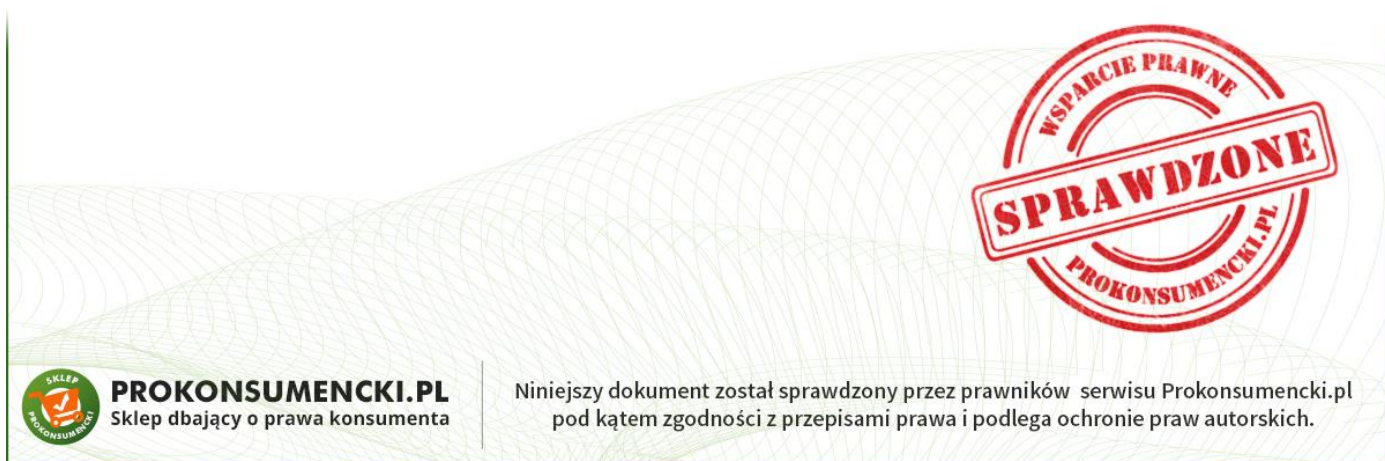 WSPARCIE PRAWNE
SPRAWDZONE
PROKONSUMENCKI.PL
SKLEP
PROKONSUMENCKI
PROKONSUMENCKI.PL
Sklep dbający o prawa konsumenta
Niniejszy dokument został sprawdzony przez prawników serwisu Prokonsumencki.pl
pod kątem zgodności z przepisami prawa i podlega ochronie praw autorskich.